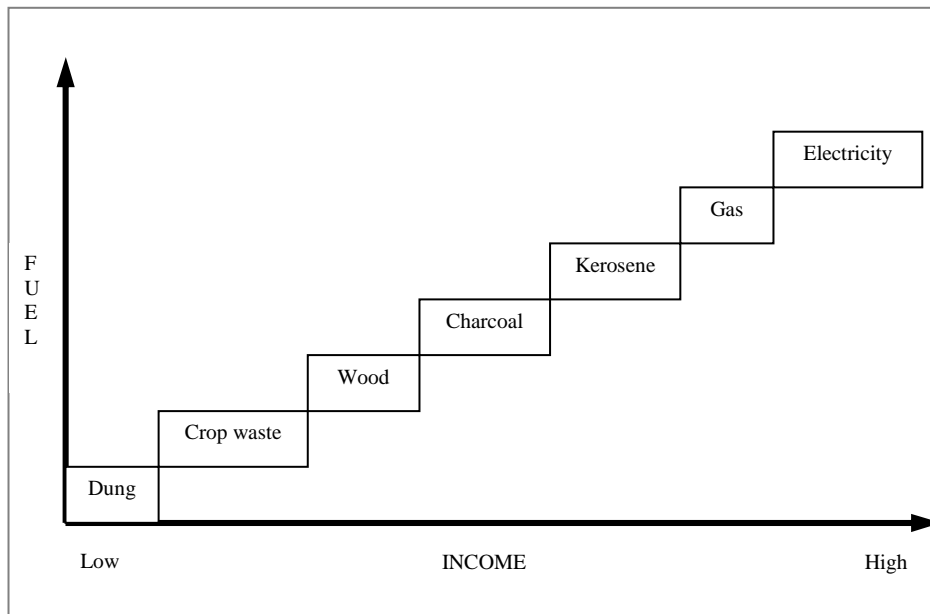 Electricity
Gas
Kerosene
Charcoal
Wood
Crop waste
Dung
F
U
E
L
Low INCOME High